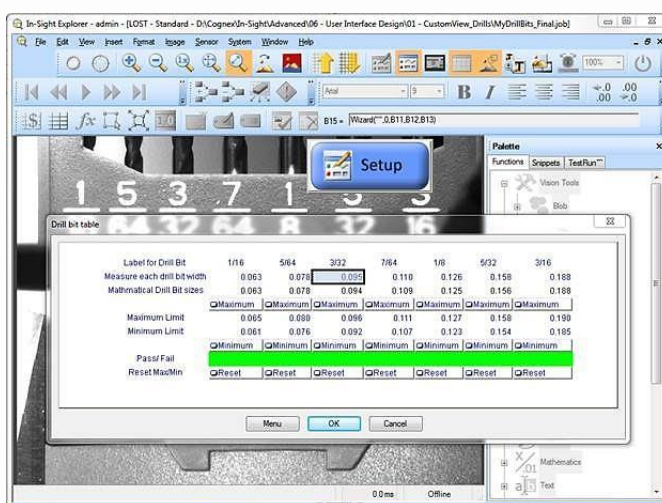 In-Sight Explorer - admin - [LOST - Standard - D:\Cognex\In-Sight\Advanced\06 - User Interface Design\01 - CustomView_Drills\MyDrillBits_Final.job]
File Edit View Insert Format Image Sensor System Window Help
100%
Arial 9 B I
B15 = Wizard("",0,B11,B12,B13)
Setup
Palette
Functions Snippets TestRun™
Vision Tools
Blob
1 5 3 7 1 5 3
64 32 64 8 32 16
Drill bit table
Label for Drill Bit 1/16 5/64 3/32 7/64 1/8 5/32 3/16
Measure each drill bit width 0.063 0.078 0.095 0.110 0.126 0.158 0.188
Mathmatical Drill Bit sizes 0.063 0.078 0.094 0.109 0.125 0.156 0.188
Maximum Maximum Maximum Maximum Maximum Maximum Maximum
Maximum Limit 0.065 0.080 0.096 0.111 0.127 0.158 0.190
Minimum Limit 0.061 0.076 0.092 0.107 0.123 0.154 0.185
Minimum Minimum Minimum Minimum Minimum Minimum Minimum
Pass/ Fail
Reset Max/Min Reset Reset Reset Reset Reset Reset Reset
Menu OK Cancel
Mathematics
Text
0.0 ms Offline